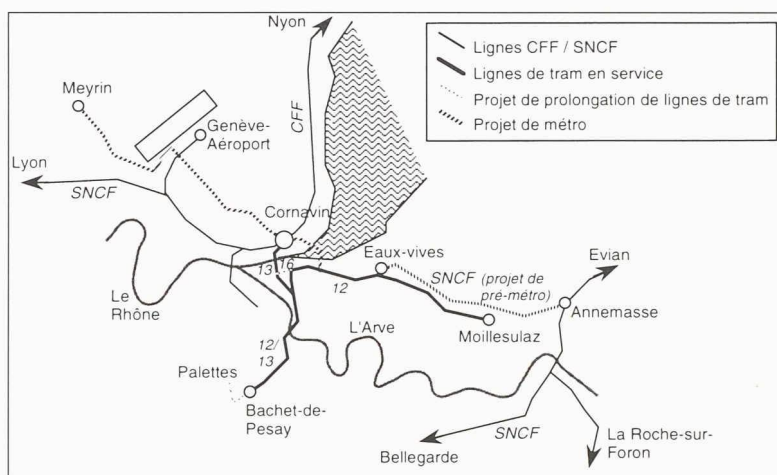 Nyon
Lignes CFF / SNCF
Lignes de tram en service
Projet de prolongation de lignes de tram
Projet de métro
Meyrin
CFF
Genève-
Aéroport
Lyon
SNCF
Cornavin
Eaux-vives
13
16
12
SNCF (projet de
pré-métro)
Evian
Annemasse
Le
Rhône
L'Arve
Moillesulaz
12/
13
Palettes
Bachet-de-
Pesay
SNCF
Bellegarde
La Roche-sur-
Foron